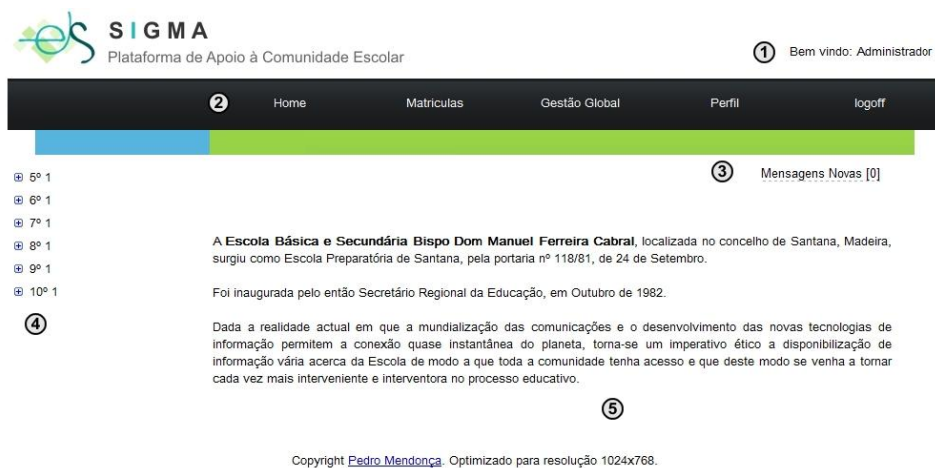 SIGMA
Plataforma de Apoio à Comunidade Escolar
1 Bem vindo: Administrador
2 Home Matriculas Gestão Global Perfil logoff
3 Mensagens Novas [0]
5º 1
6º 1
7º 1
8º 1
9º 1
10º 1
4
A Escola Básica e Secundária Bispo Dom Manuel Ferreira Cabral, localizada no concelho de Santana, Madeira,
surgiu como Escola Preparatória de Santana, pela portaria nº 118/81, de 24 de Setembro.
Foi inaugurada pelo então Secretário Regional da Educação, em Outubro de 1982.
Dada a realidade actual em que a mundialização das comunicações e o desenvolvimento das novas tecnologias de
informação permitem a conexão quase instantânea do planeta, torna-se um imperativo ético a disponibilização de
informação vária acerca da Escola de modo a que toda a comunidade tenha acesso e que deste modo se venha a tornar
cada vez mais interveniente e interventora no processo educativo.
5
Copyright Pedro Mendonça. Optimizado para resolução 1024x768.